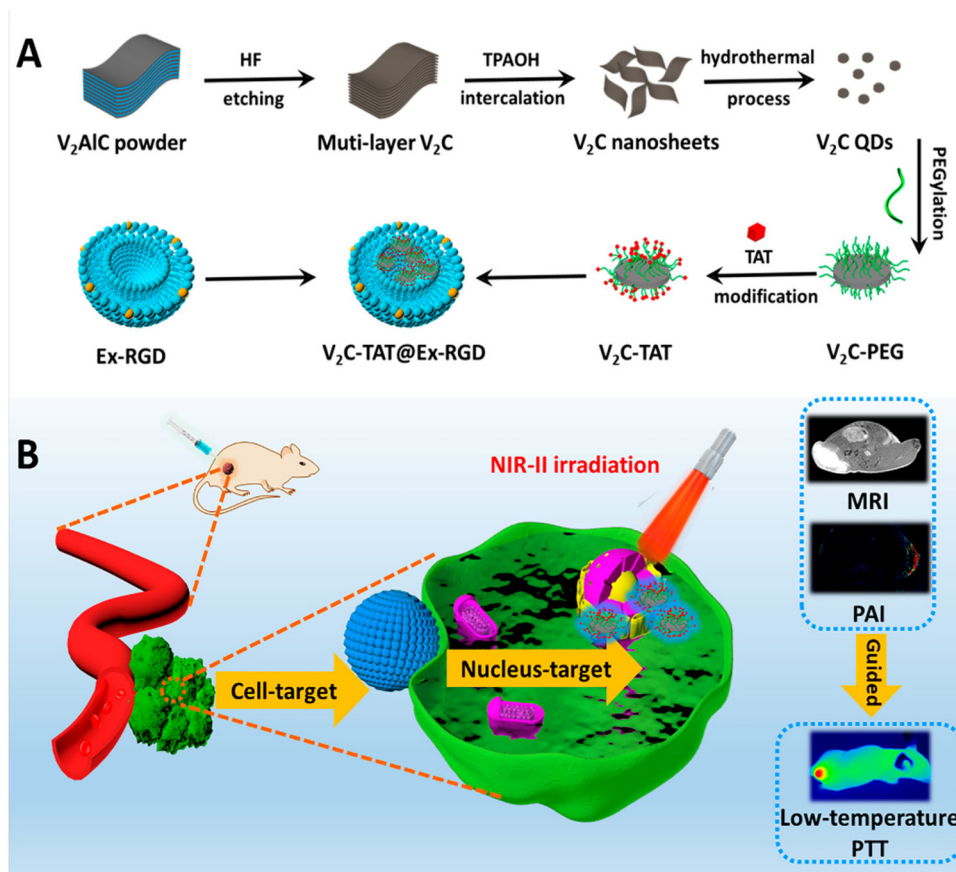 A
HF
etching
TPAOH
intercalation
hydrothermal
process
V₂AlC powder
Muti-layer V₂C
V₂C nanosheets
V₂C QDs
PEGylation
TAT
modification
Ex-RGD
V₂C-TAT@Ex-RGD
V₂C-TAT
V₂C-PEG
B
NIR-II irradiation
MRI
PAI
Cell-target
Nucleus-target
Guided
Low-temperature
PTT